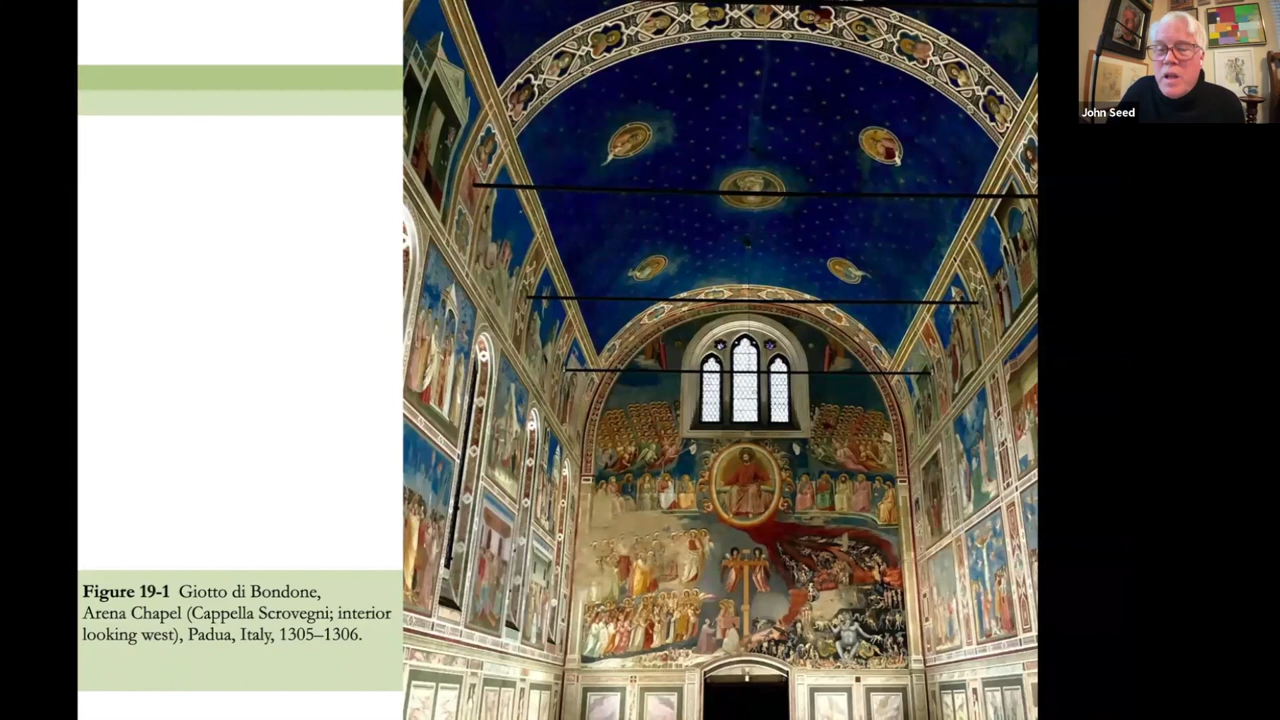 John Seed
Figure 19-1 Giotto di Bondone,
Arena Chapel (Cappella Scrovegni; interior
looking west), Padua, Italy, 1305–1306.